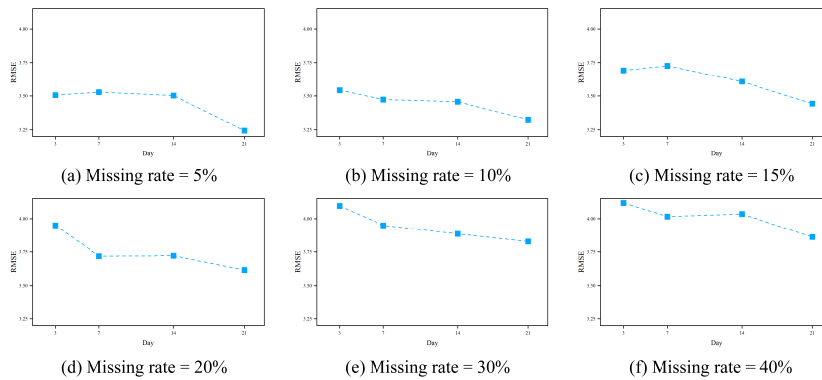 4.00 4.00 4.00
3.75 3.75 3.75
RMSE RMSE RMSE
3.50 3.50 3.50
3.25 3.25 3.25
3 7 14 21 3 7 14 21 3 7 14 21
Day Day Day
(a) Missing rate = 5% (b) Missing rate = 10% (c) Missing rate = 15%
4.00 4.00 4.00
3.75 3.75 3.75
RMSE RMSE RMSE
3.50 3.50 3.50
3.25 3.25 3.25
3 7 14 21 3 7 14 21 3 7 14 21
Day Day Day
(d) Missing rate = 20% (e) Missing rate = 30% (f) Missing rate = 40%